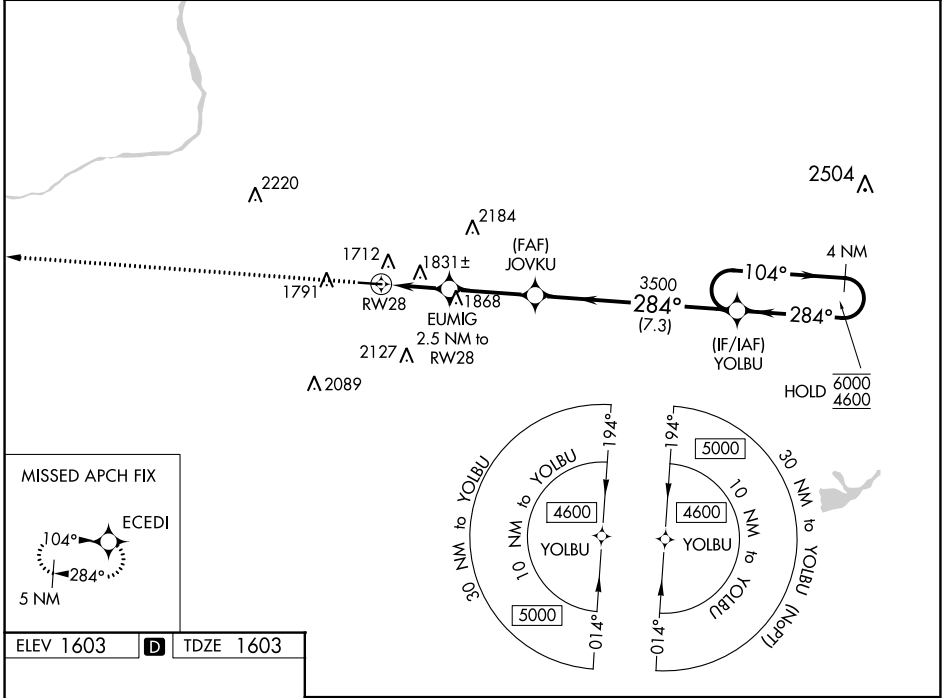 2220
2504
2184
(FAF)
JOVKU
4 NM
1712
1831±
104°
1791
RW28
1868
3500
284°
(7.3)
284°
EUMIG
2.5 NM to
RW28
(IF/IAF)
YOLBU
2127
2089
HOLD 6000
4600
MISSED APCH FIX
ECEDI
104°
284°
5 NM
30 NM to YOLBU
10 NM to YOLBU
194°
4600
YOLBU
5000
014°
194°
5000
30 NM to YOLBU (NoPT)
10 NM to YOLBU
4600
YOLBU
014°
ELEV 1603 D TDZE 1603